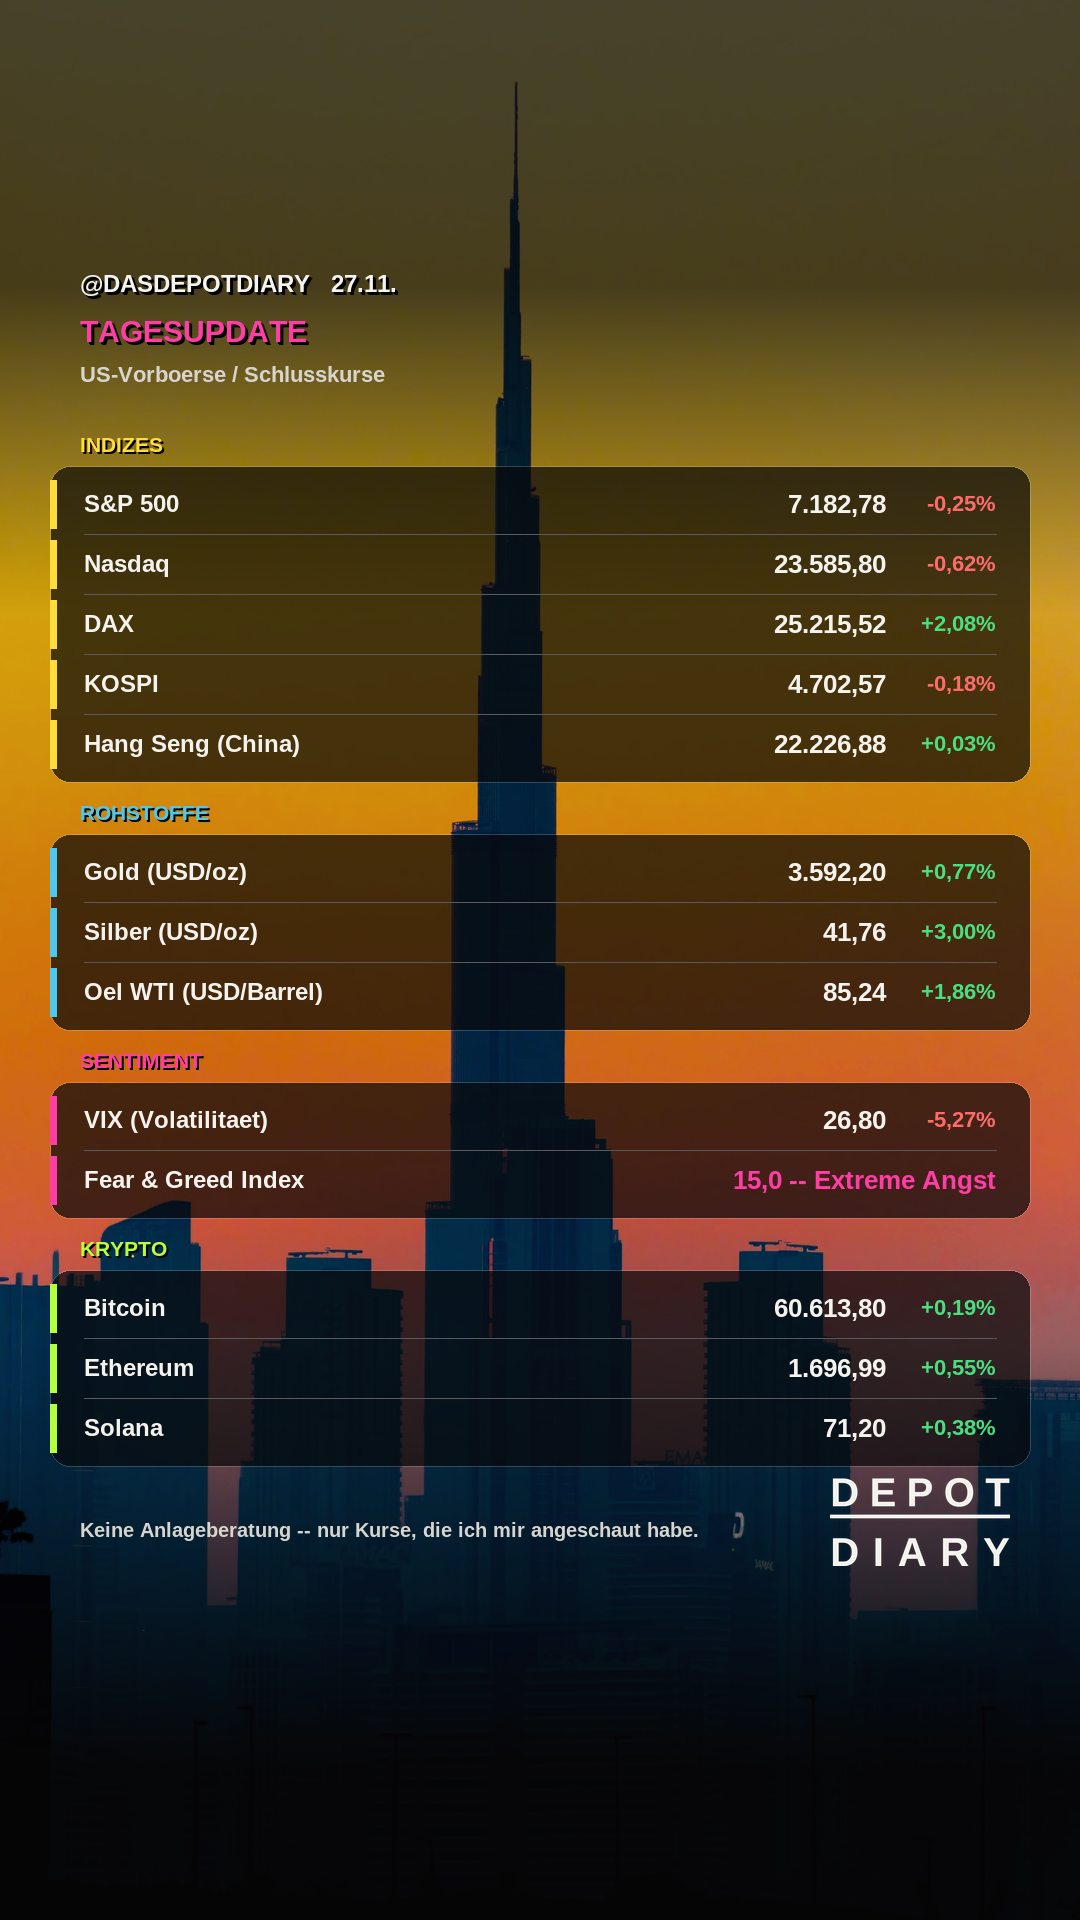 @DASDEPOTDIARY 27.11.
TAGESUPDATE
US-Vorboerse / Schlusskurse
INDIZES
S&P 500 7.182,78 -0,25%
Nasdaq 23.585,80 -0,62%
DAX 25.215,52 +2,08%
KOSPI 4.702,57 -0,18%
Hang Seng (China) 22.226,88 +0,03%
ROHSTOFFE
Gold (USD/oz) 3.592,20 +0,77%
Silber (USD/oz) 41,76 +3,00%
Oel WTI (USD/Barrel) 85,24 +1,86%
SENTIMENT
VIX (Volatilitaet) 26,80 -5,27%
Fear & Greed Index 15,0 -- Extreme Angst
KRYPTO
Bitcoin 60.613,80 +0,19%
Ethereum 1.696,99 +0,55%
Solana 71,20 +0,38%
DEPOT
DIARY
Keine Anlageberatung -- nur Kurse, die ich mir angeschaut habe.